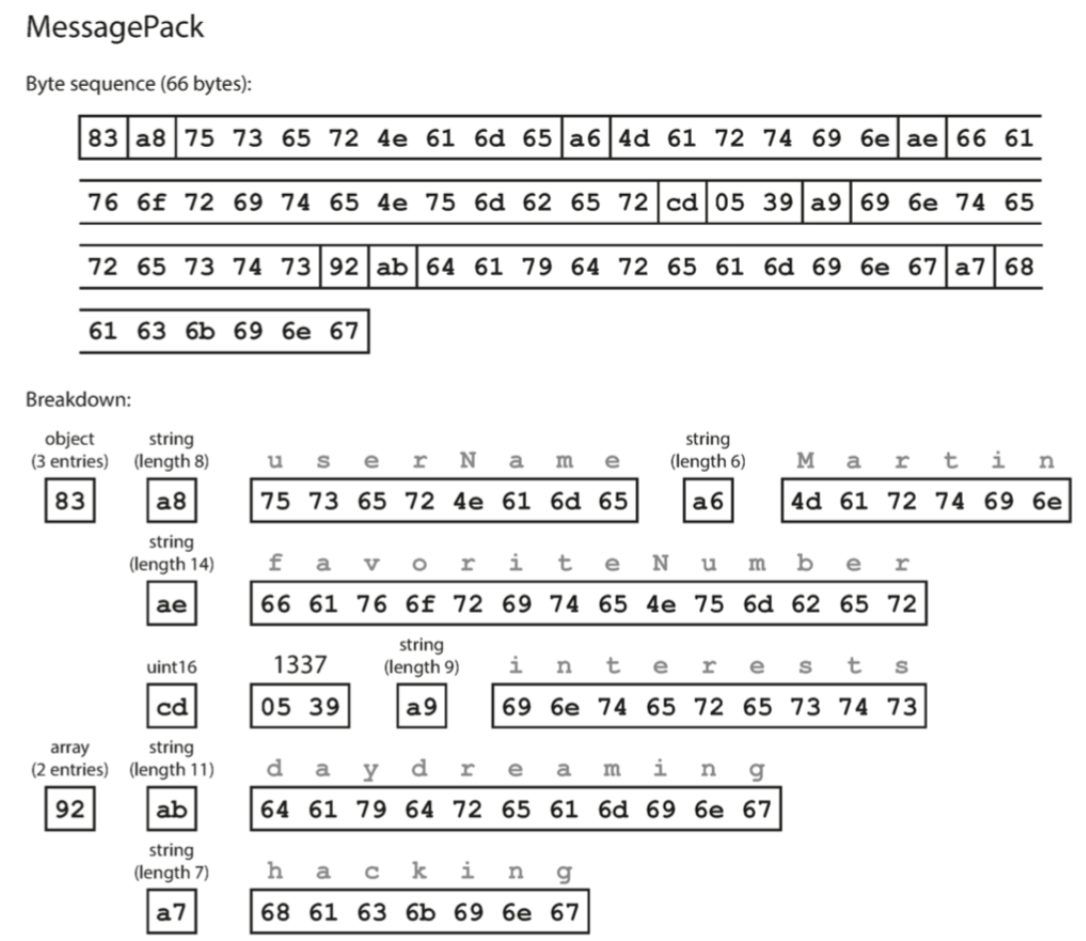 MessagePack
Byte sequence (66 bytes):
83 a8 75 73 65 72 4e 61 6d 65 a6 4d 61 72 74 69 6e ae 66 61
76 6f 72 69 74 65 4e 75 6d 62 65 72 cd 05 39 a9 69 6e 74 65
72 65 73 74 73 92 ab 64 61 79 64 72 65 61 6d 69 6e 67 a7 68
61 63 6b 69 6e 67
Breakdown:
object string string
(3 entries) (length 8) u s e r N a m e (length 6) M a r t i n
83 a8 75 73 65 72 4e 61 6d 65 a6 4d 61 72 74 69 6e
string
(length 14) f a v o r i t e N u m b e r
ae 66 61 76 6f 72 69 74 65 4e 75 6d 62 65 72
string
uint16 1337 (length 9) i n t e r e s t s
cd 05 39 a9 69 6e 74 65 72 65 73 74 73
array string
(2 entries) (length 11) d a y d r e a m i n g
92 ab 64 61 79 64 72 65 61 6d 69 6e 67
string
(length 7) h a c k i n g
a7 68 61 63 6b 69 6e 67